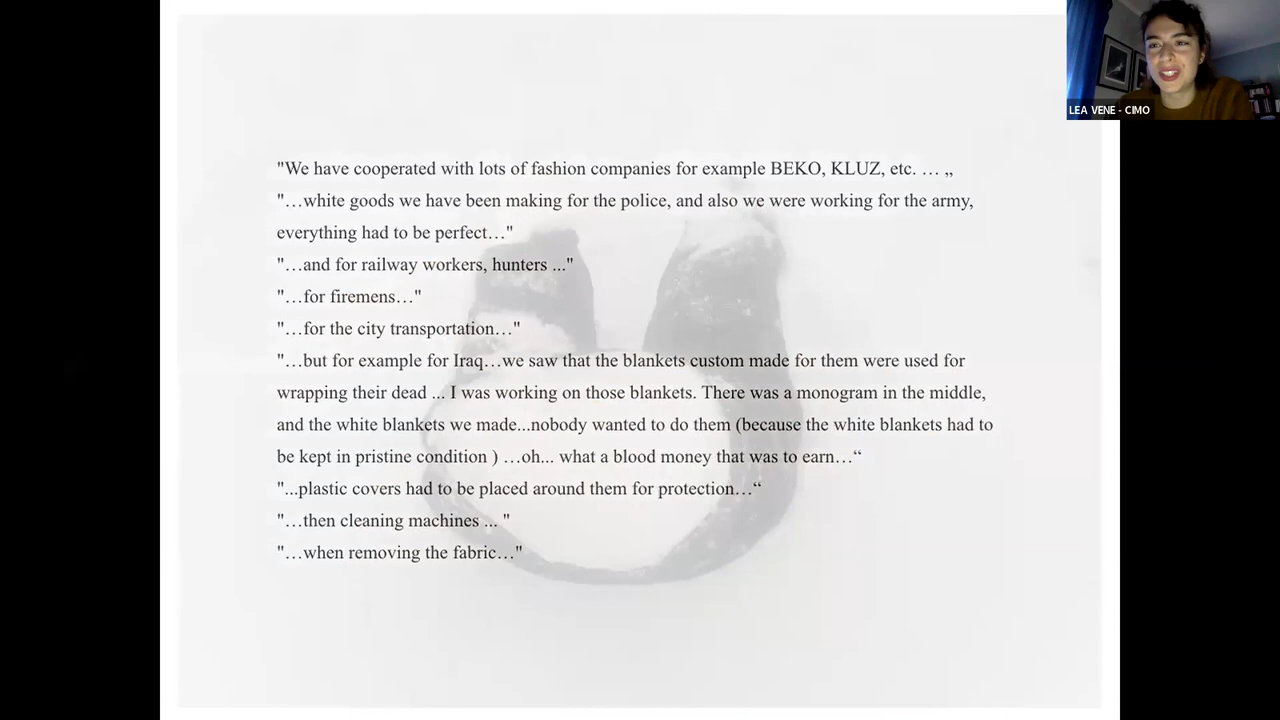 "We have cooperated with lots of fashion companies for example BEKO, KLUZ, etc. … „
"…white goods we have been making for the police, and also we were working for the army,
everything had to be perfect…"
"…and for railway workers, hunters ..."
"…for firemens…"
"…for the city transportation…"
"…but for example for Iraq…we saw that the blankets custom made for them were used for
wrapping their dead ... I was working on those blankets. There was a monogram in the middle,
and the white blankets we made...nobody wanted to do them (because the white blankets had to
be kept in pristine condition ) …oh... what a blood money that was to earn…“
"...plastic covers had to be placed around them for protection…“
"…then cleaning machines ... "
"…when removing the fabric…"
LEA VENE - CIMO